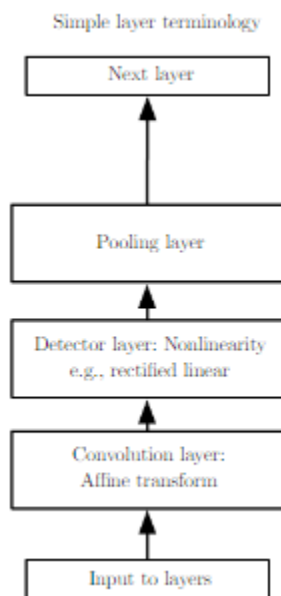 Simple layer terminology
Next layer
Pooling layer
Detector layer: Nonlinearity
e.g., rectified linear
Convolution layer:
Affine transform
Input to layers